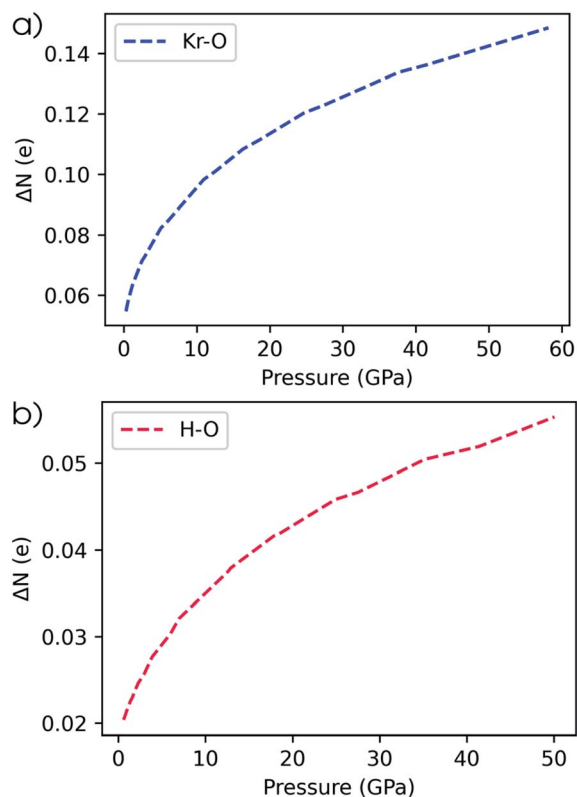 a)
Kr-O
0.14
0.12
0.10
0.08
0.06
ΔN (e)
0 10 20 30 40 50 60
Pressure (GPa)
b)
H-O
0.05
0.04
0.03
0.02
ΔN (e)
0 10 20 30 40 50
Pressure (GPa)